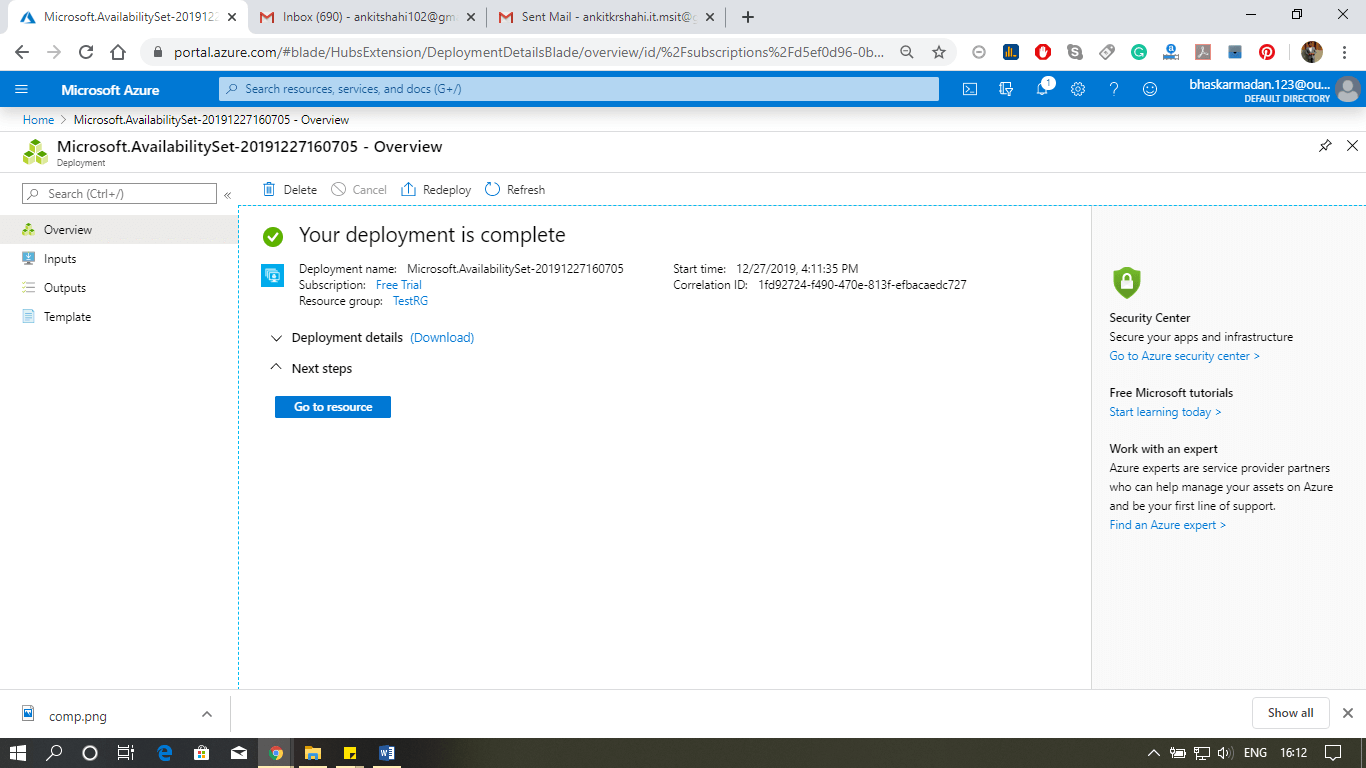 Microsoft.AvailabilitySet-201912
Inbox (690) - ankitshahi102@gm
Sent Mail - ankitkrshahi.it.msit@g
portal.azure.com/#blade/HubsExtension/DeploymentDetailsBlade/overview/id/%2Fsubscriptions%2Fd5ef0d96-0b...
Microsoft Azure
Search resources, services, and docs (G+/)
1
bhaskarmadan.123@ou...
DEFAULT DIRECTORY
Home > Microsoft.AvailabilitySet-20191227160705 - Overview
Microsoft.AvailabilitySet-20191227160705 - Overview
Deployment
Search (Ctrl+/)
«
Delete
Cancel
Redeploy
Refresh
Overview
Inputs
Outputs
Template
Your deployment is complete
Deployment name: Microsoft.AvailabilitySet-20191227160705
Subscription: Free Trial
Resource group: TestRG
Start time: 12/27/2019, 4:11:35 PM
Correlation ID: 1fd92724-f490-470e-813f-efbacaedc727
Deployment details (Download)
Next steps
Go to resource
Security Center
Secure your apps and infrastructure
Go to Azure security center >
Free Microsoft tutorials
Start learning today >
Work with an expert
Azure experts are service provider partners
who can help manage your assets on Azure
and be your first line of support.
Find an Azure expert >
comp.png
Show all
ENG
16:12